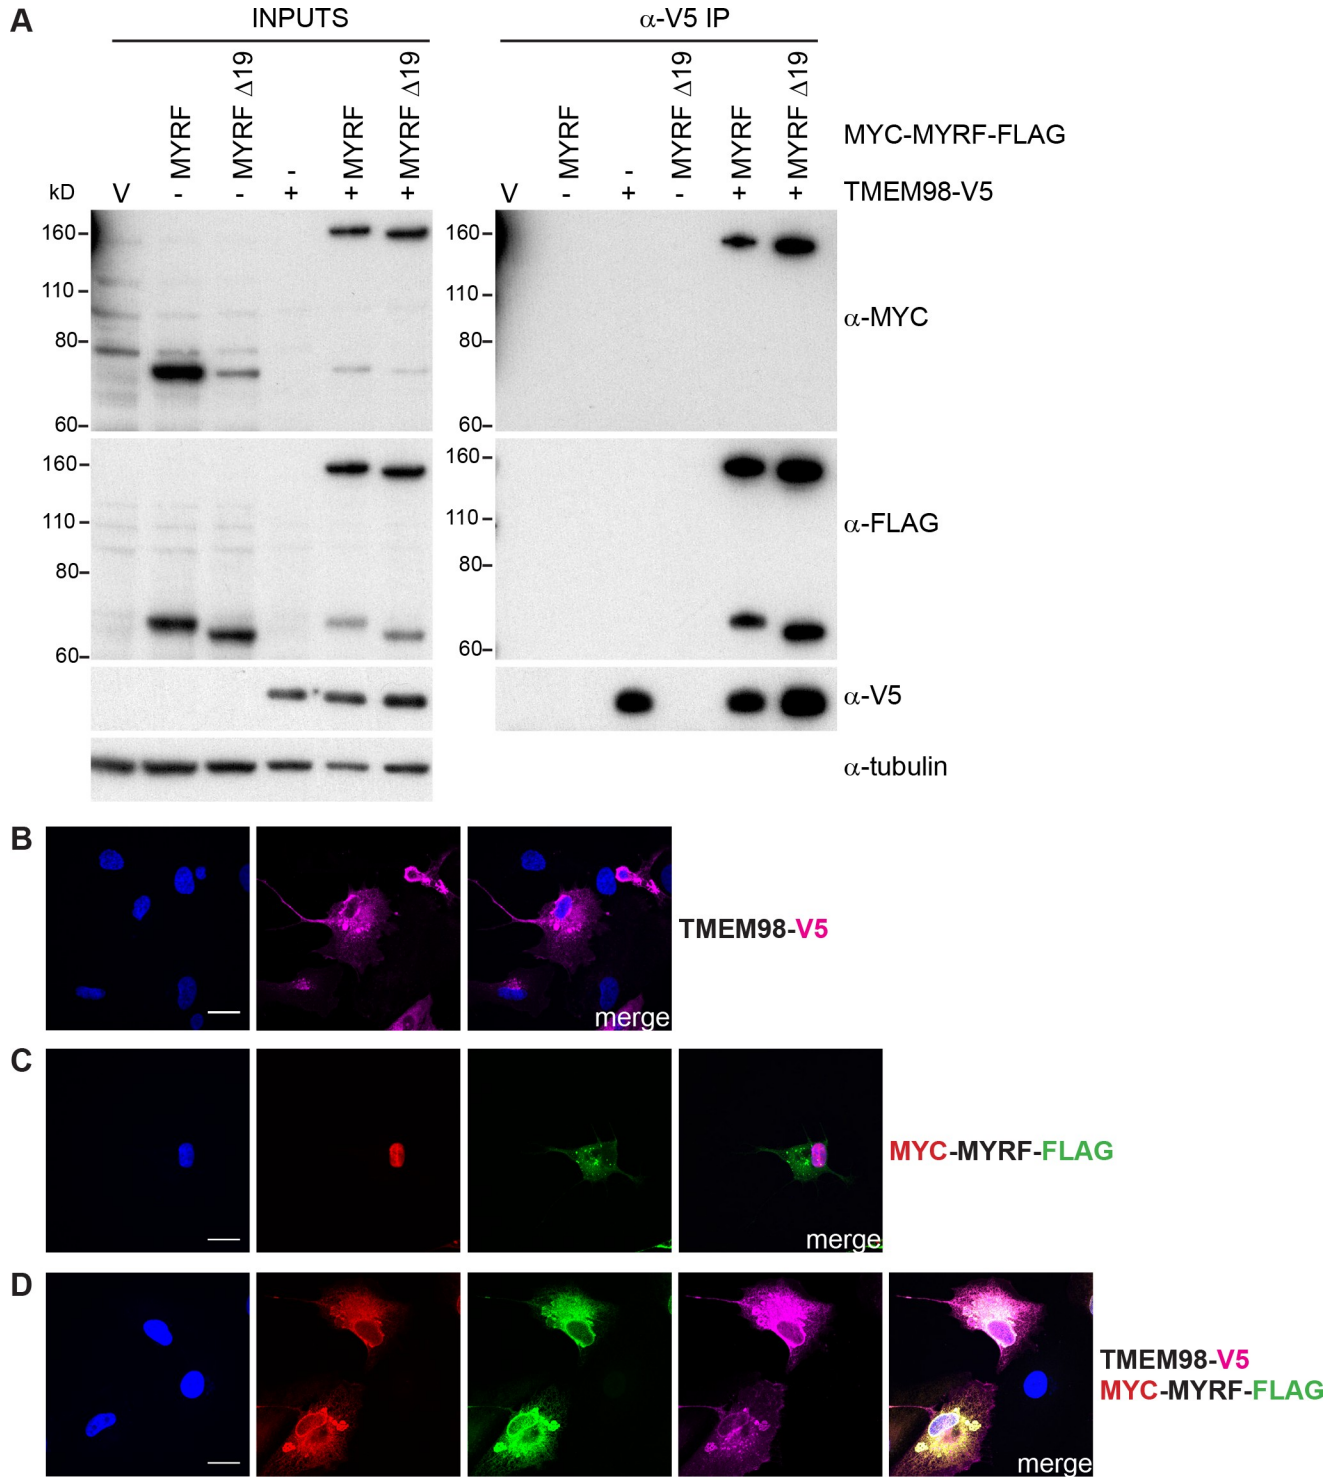 A
INPUTS
α-V5 IP
MYRF
MYRF Δ19
-
MYRF
MYRF Δ19
MYRF
-
MYRF Δ19
MYRF
MYRF Δ19
MYC-MYRF-FLAG
kD
V - - + + +
V - + - + +
TMEM98-V5
160
110
80
60
160
110
80
60
α-MYC
160
110
80
60
160
110
80
60
α-FLAG
α-V5
α-tubulin
B
merge
TMEM98-V5
C
merge
MYC-MYRF-FLAG
D
merge
TMEM98-V5
MYC-MYRF-FLAG